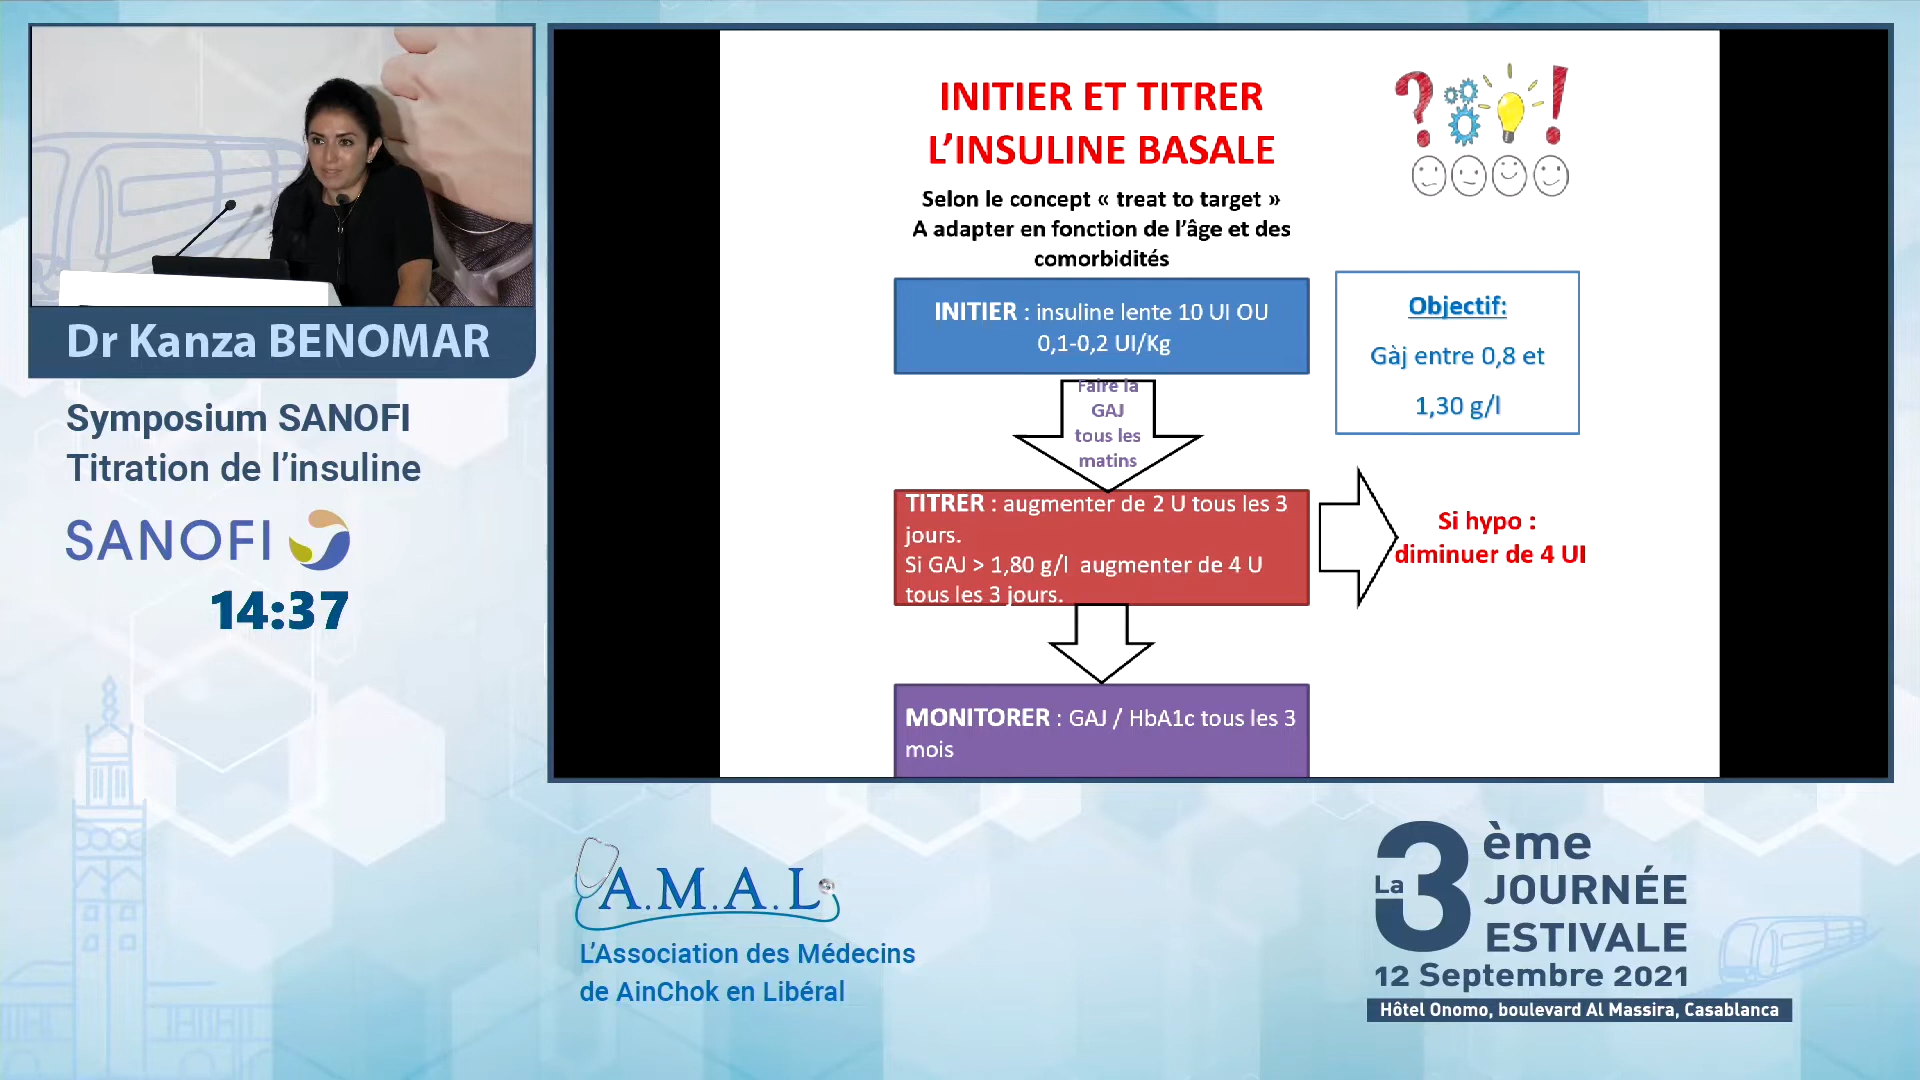 Dr Kanza BENOMAR
Symposium SANOFI
Titration de l’insuline
SANOFI
14:37
INITIER ET TITRER
L’INSULINE BASALE
Selon le concept « treat to target »
A adapter en fonction de l’âge et des
comorbidités
INITIER : insuline lente 10 UI OU
0,1-0,2 UI/Kg
Objectif:
Gàj entre 0,8 et
1,30 g/l
Faire la
GAJ
tous les
matins
TITRER : augmenter de 2 U tous les 3
jours.
Si GAJ > 1,80 g/l augmenter de 4 U
tous les 3 jours.
Si hypo :
diminuer de 4 UI
MONITORER : GAJ / HbA1c tous les 3
mois
A.M.A.L
L’Association des Médecins
de AinChok en Libéral
La 3ème
JOURNÉE
ESTIVALE
12 Septembre 2021
Hôtel Onomo, boulevard Al Massira, Casablanca